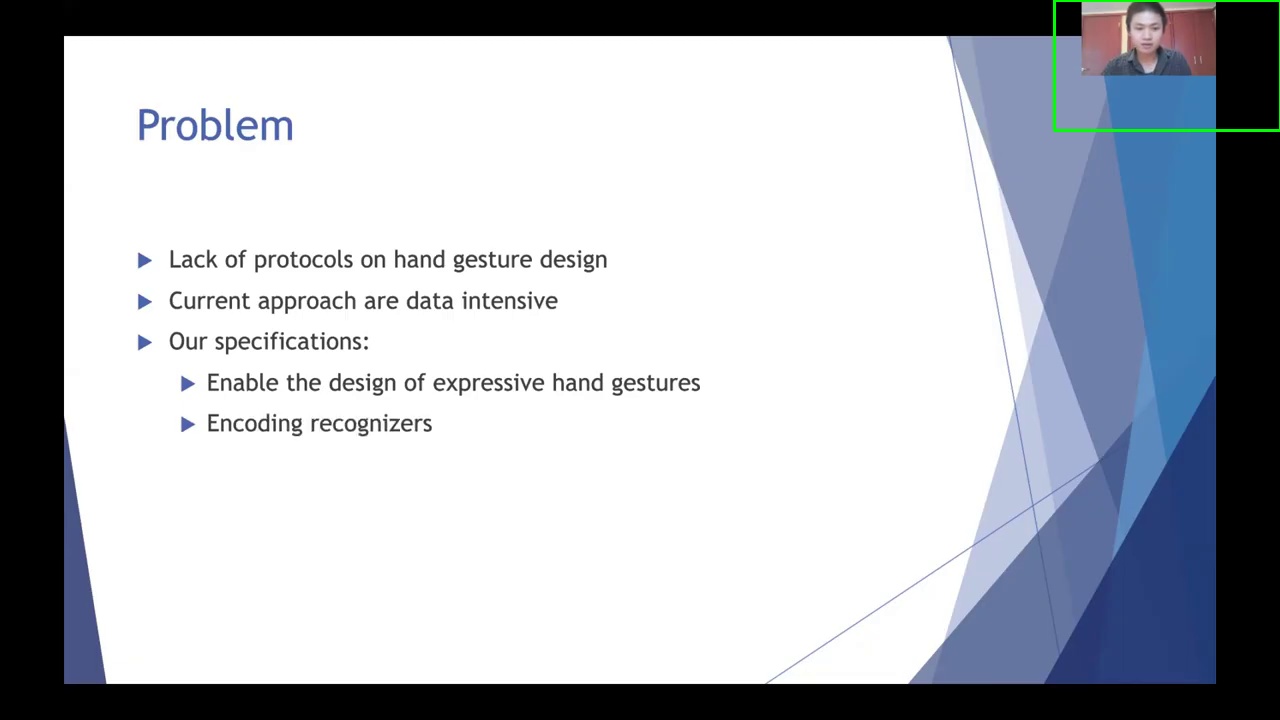 Problem
Lack of protocols on hand gesture design
Current approach are data intensive
Our specifications:
Enable the design of expressive hand gestures
Encoding recognizers